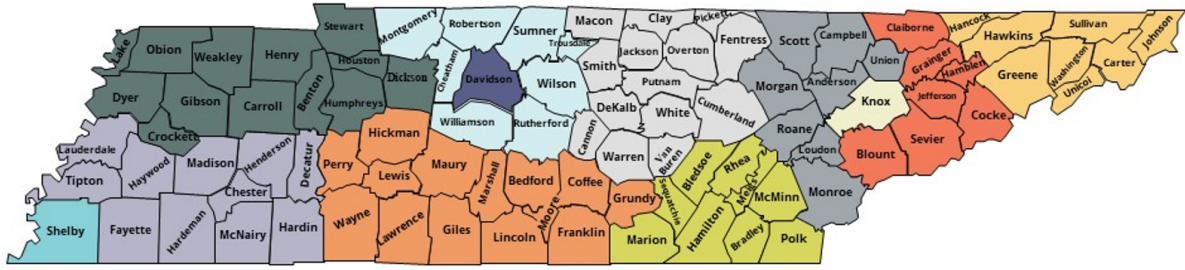 Lake
Obion
Weakley
Henry
Stewart
Houston
Montgomery
Robertson
Sumner
Trousdale
Macon
Clay
Pickett
Fentress
Scott
Campbell
Claiborne
Hancock
Hawkins
Sullivan
Johnson
Dyer
Gibson
Carroll
Benton
Humphreys
Dickson
Cheatham
Davidson
Wilson
Smith
Jackson
Overton
Putnam
Morgan
Anderson
Union
Grainger
Hamblen
Greene
Washington
Unicoi
Carter
Lauderdale
Crockett
Haywood
Madison
Henderson
Decatur
Perry
Hickman
Williamson
Rutherford
Cannon
DeKalb
White
Cumberland
Roane
Loudon
Knox
Jefferson
Cocke
Sevier
Blount
Tipton
Chester
Lewis
Maury
Marshall
Bedford
Coffee
Warren
Van
Buren
Bledsoe
Rhea
Meigs
McMinn
Monroe
Shelby
Fayette
Hardeman
McNairy
Hardin
Wayne
Lawrence
Giles
Lincoln
Moore
Franklin
Grundy
Sequatchie
Marion
Hamilton
Bradley
Polk